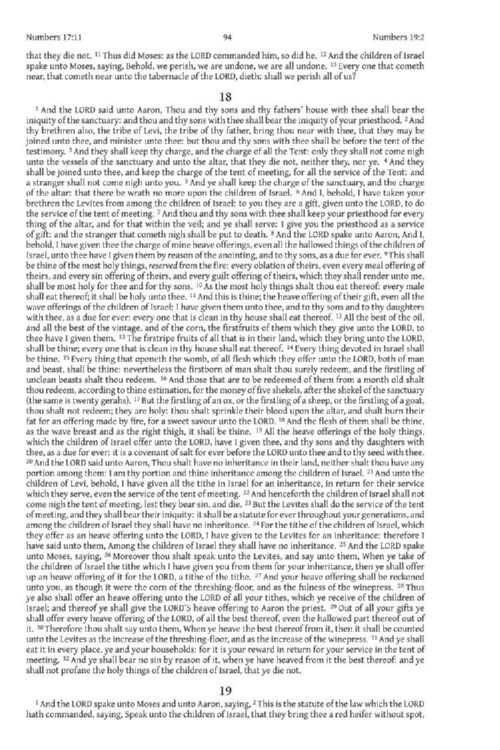 Numbers 17:11 94 Numbers 19:2
that they die not. 11 Thus did Moses: as the LORD commanded him, so did he. 12 And the children of Israel
spake unto Moses, saying, Behold, we perish, we are undone, we are all undone. 13 Every one that cometh
near, that cometh near unto the tabernacle of the LORD, dieth: shall we perish all of us?
18
1 And the LORD said unto Aaron, Thou and thy sons and thy fathers' house with thee shall bear the
iniquity of the sanctuary: and thou and thy sons with thee shall bear the iniquity of your priesthood. 2 And
thy brethren also, the tribe of Levi, the tribe of thy father, bring thou near with thee, that they may be
joined unto thee, and minister unto thee: but thou and thy sons with thee shall be before the tent of the
testimony. 3 And they shall keep thy charge, and the charge of all the Tent: only they shall not come nigh
unto the vessels of the sanctuary and unto the altar, that they die not, neither they, nor ye. 4 And they
shall be joined unto thee, and keep the charge of the tent of meeting, for all the service of the Tent: and
a stranger shall not come nigh unto you. 5 And ye shall keep the charge of the sanctuary, and the charge
of the altar: that there be wrath no more upon the children of Israel. 6 And I, behold, I have taken your
brethren the Levites from among the children of Israel: to you they are a gift, given unto the LORD, to do
the service of the tent of meeting. 7 And thou and thy sons with thee shall keep your priesthood for every
thing of the altar, and for that within the veil; and ye shall serve: I give you the priesthood as a service
of gift: and the stranger that cometh nigh shall be put to death. 8 And the LORD spake unto Aaron, And I,
behold, I have given thee the charge of mine heave offerings, even all the hallowed things of the children of
Israel, unto thee have I given them by reason of the anointing, and to thy sons, as a due for ever. 9 This shall
be thine of the most holy things, reserved from the fire: every oblation of theirs, even every meal offering of
theirs, and every sin offering of theirs, and every guilt offering of theirs, which they shall render unto me,
shall be most holy for thee and for thy sons. 10 As the most holy things shalt thou eat thereof: every male
shall eat thereof; it shall be holy unto thee. 11 And this is thine; the heave offering of their gift, even all the
wave offerings of the children of Israel: I have given them unto thee, and to thy sons and to thy daughters
with thee, as a due for ever: every one that is clean in thy house shall eat thereof. 12 All the best of the oil,
and all the best of the vintage, and of the corn, the firstfruits of them which they give unto the LORD, to
thee have I given them. 13 The firstripe fruits of all that is in their land, which they bring unto the LORD,
shall be thine; every one that is clean in thy house shall eat thereof. 14 Every thing devoted in Israel shall
be thine. 15 Every thing that openeth the womb, of all flesh which they offer unto the LORD, both of man
and beast, shall be thine: nevertheless the firstborn of man shalt thou surely redeem, and the firstling of
unclean beasts shalt thou redeem. 16 And those that are to be redeemed of them from a month old shalt
thou redeem, according to thine estimation, for the money of five shekels, after the shekel of the sanctuary
(the same is twenty gerahs). 17 But the firstling of an ox, or the firstling of a sheep, or the firstling of a goat,
thou shalt not redeem; they are holy: thou shalt sprinkle their blood upon the altar, and shalt burn their
fat for an offering made by fire, for a sweet savour unto the LORD. 18 And the flesh of them shall be thine,
as the wave breast and as the right thigh, it shall be thine. 19 All the heave offerings of the holy things,
which the children of Israel offer unto the LORD, have I given thee, and thy sons and thy daughters with
thee, as a due for ever: it is a covenant of salt for ever before the LORD unto thee and to thy seed with thee.
20 And the LORD said unto Aaron, Thou shalt have no inheritance in their land, neither shalt thou have any
portion among them: I am thy portion and thine inheritance among the children of Israel. 21 And unto the
children of Levi, behold, I have given all the tithe in Israel for an inheritance, in return for their service
which they serve, even the service of the tent of meeting. 22 And henceforth the children of Israel shall not
come nigh the tent of meeting, lest they bear sin, and die. 23 But the Levites shall do the service of the tent
of meeting, and they shall bear their iniquity: it shall be a statute for ever throughout your generations, and
among the children of Israel they shall have no inheritance. 24 For the tithe of the children of Israel, which
they offer as an heave offering unto the LORD, I have given to the Levites for an inheritance: therefore I
have said unto them, Among the children of Israel they shall have no inheritance. 25 And the LORD spake
unto Moses, saying, 26 Moreover thou shalt speak unto the Levites, and say unto them, When ye take of
the children of Israel the tithe which I have given you from them for your inheritance, then ye shall offer
up an heave offering of it for the LORD, a tithe of the tithe. 27 And your heave offering shall be reckoned
unto you, as though it were the corn of the threshing-floor, and as the fulness of the winepress. 28 Thus
ye also shall offer an heave offering unto the LORD of all your tithes, which ye receive of the children of
Israel; and thereof ye shall give the LORD'S heave offering to Aaron the priest. 29 Out of all your gifts ye
shall offer every heave offering of the LORD, of all the best thereof, even the hallowed part thereof out of
it. 30 Therefore thou shalt say unto them, When ye heave the best thereof from it, then it shall be counted
unto the Levites as the increase of the threshing-floor, and as the increase of the winepress. 31 And ye shall
eat it in every place, ye and your households: for it is your reward in return for your service in the tent of
meeting. 32 And ye shall bear no sin by reason of it, when ye have heaved from it the best thereof: and ye
shall not profane the holy things of the children of Israel, that ye die not.
19
1 And the LORD spake unto Moses and unto Aaron, saying, 2 This is the statute of the law which the LORD
hath commanded, saying, Speak unto the children of Israel, that they bring thee a red heifer without spot,